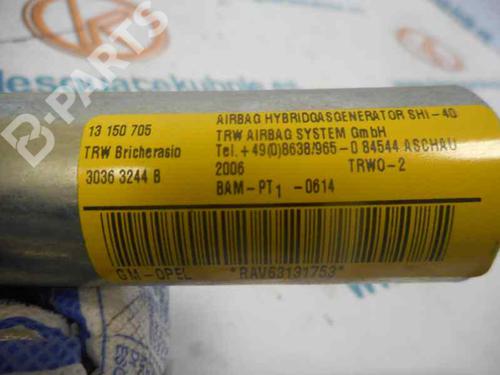 B-PARTS
13 150 705
TRW Bricherasio
3036 3244 B
AIRBAG HYBRIDGASGENERATOR SHI-40
TRW AIRBAG SYSTEM GmbH
Tel. +49(0)8638/965-0 84544 ASCHAU
2006 TRWO-2
BAM-PT1 -0614
GM-OPEL *RAV63131753*